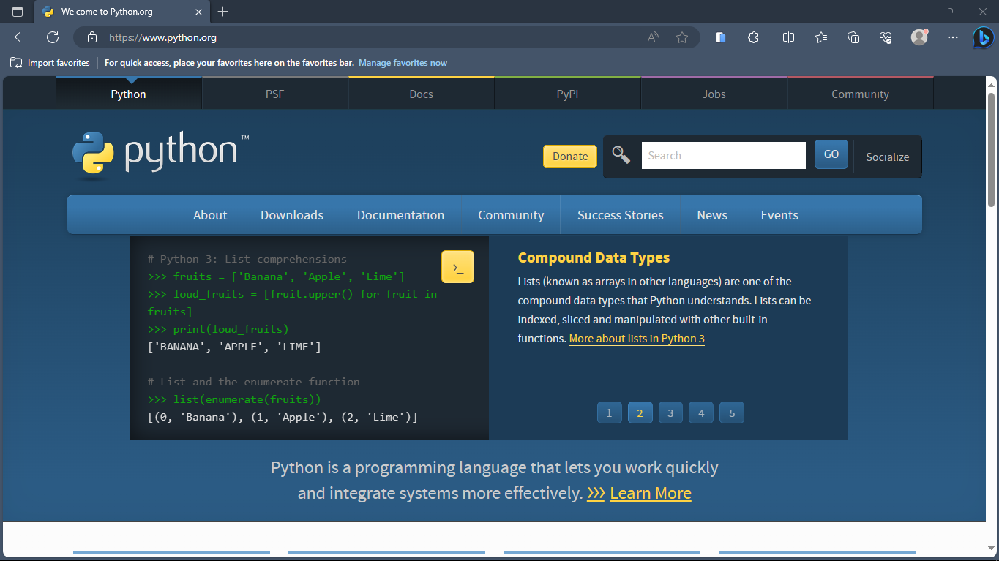 Welcome to Python.org
https://www.python.org
Import favorites For quick access, place your favorites here on the favorites bar. Manage favorites now
Python PSF Docs PyPI Jobs Community
python™
Donate Search GO Socialize
About Downloads Documentation Community Success Stories News Events
# Python 3: List comprehensions
>>> fruits = ['Banana', 'Apple', 'Lime']
>>> loud_fruits = [fruit.upper() for fruit in
fruits]
>>> print(loud_fruits)
['BANANA', 'APPLE', 'LIME']
# List and the enumerate function
>>> list(enumerate(fruits))
[(0, 'Banana'), (1, 'Apple'), (2, 'Lime')]
>_
Compound Data Types
Lists (known as arrays in other languages) are one of the
compound data types that Python understands. Lists can be
indexed, sliced and manipulated with other built-in
functions. More about lists in Python 3
1 2 3 4 5
Python is a programming language that lets you work quickly
and integrate systems more effectively. >>> Learn More